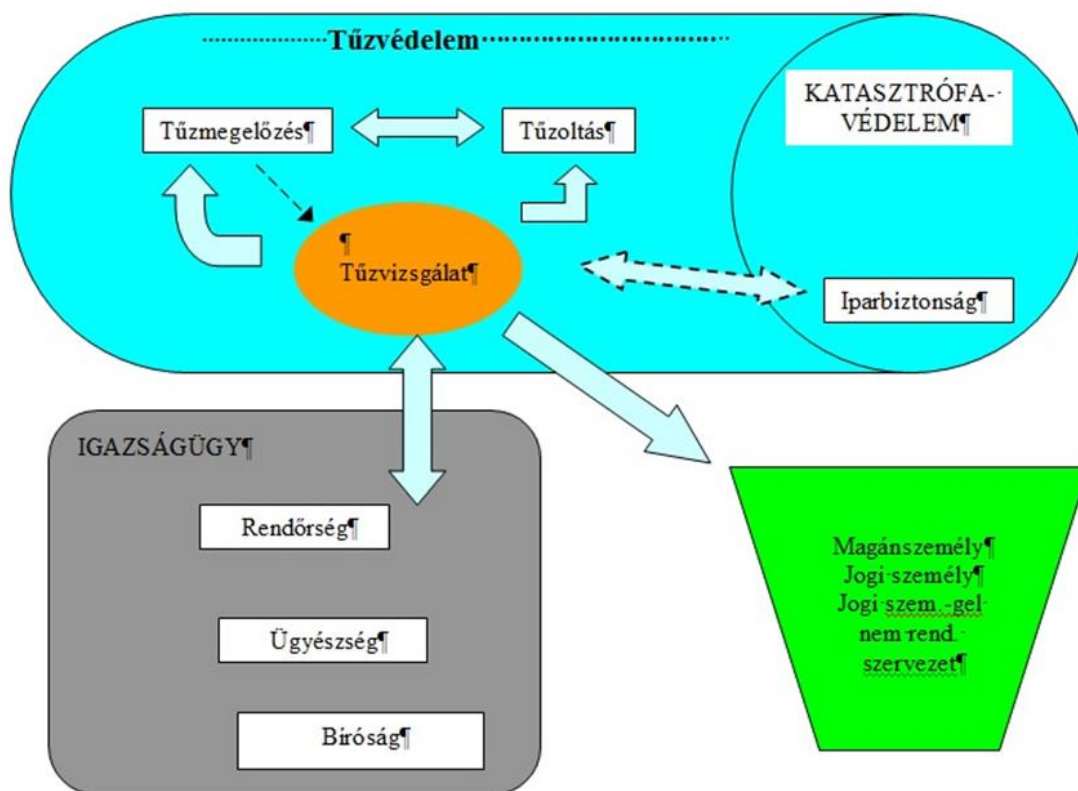 Tűzvédelem
KATASZTRÓFA-
VÉDELEM¶
Tűzmegelőzés¶
Tűzoltás¶
¶
Tűzvizsgálat¶
Iparbiztonság¶
IGAZSÁGÜGY¶
Rendőrség¶
Ügyészség¶
Bíróság¶
Magánszemély¶
Jogi·személy¶
Jogi·szem.-gel·
nem·rend.·
szervezet¶